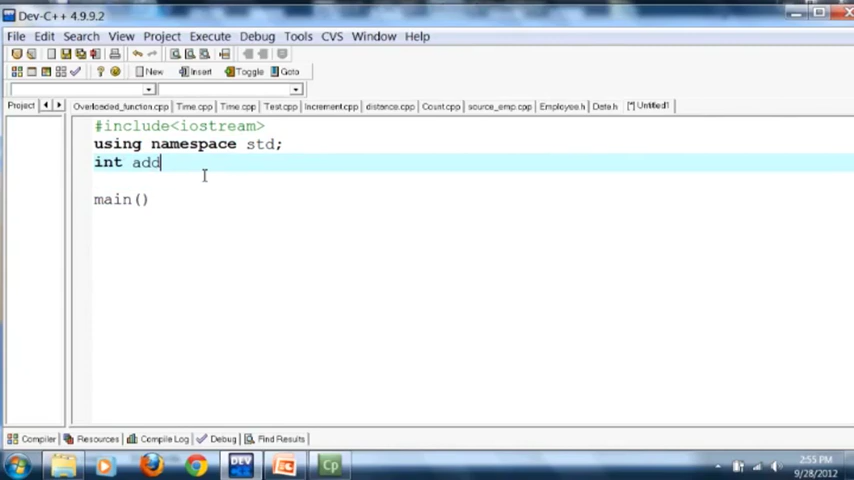 Dev-C++ 4.9.9.2
File Edit Search View Project Execute Debug Tools CVS Window Help
New Insert Toggle Goto
Project Overloaded_function.cpp Time.cpp Time.cpp Test.cpp Increment.cpp distance.cpp Count.cpp source_emp.cpp Employee.h Date.h [*] Untitled1
#include<iostream>
using namespace std;
int add
main()
Compiler Resources Compile Log Debug Find Results
DEV Cp
2:55 PM
9/28/2012